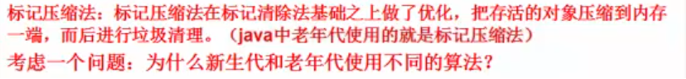 标记压缩法：标记压缩法在标记清除法基础之上做了优化，把存活的对象压缩到内存
一端，而后进行垃圾清理。（java中老年代使用的就是标记压缩法）
考虑一个问题：为什么新生代和老年代使用不同的算法？